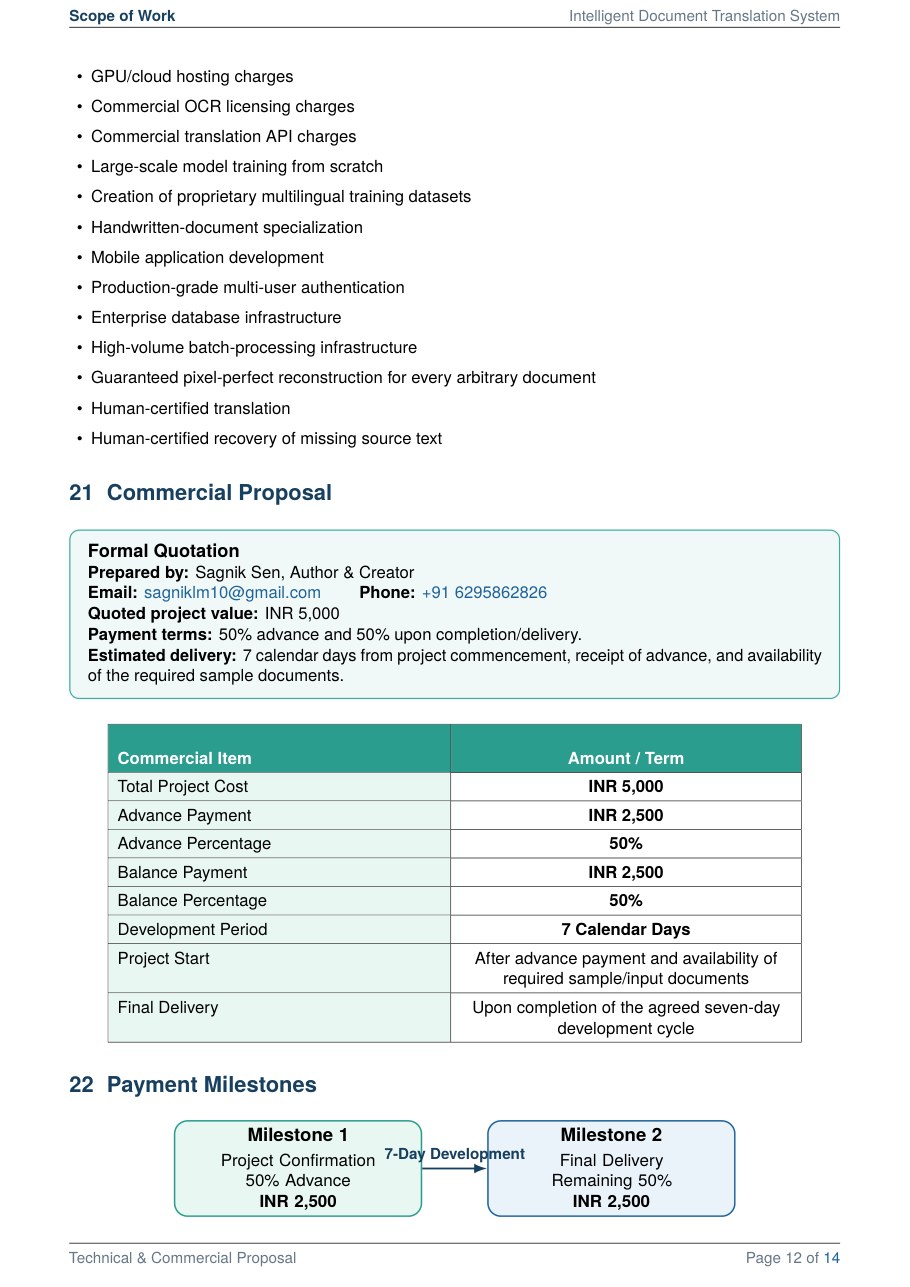 Scope of Work
Intelligent Document Translation System
• GPU/cloud hosting charges
• Commercial OCR licensing charges
• Commercial translation API charges
• Large-scale model training from scratch
• Creation of proprietary multilingual training datasets
• Handwritten-document specialization
• Mobile application development
• Production-grade multi-user authentication
• Enterprise database infrastructure
• High-volume batch-processing infrastructure
• Guaranteed pixel-perfect reconstruction for every arbitrary document
• Human-certified translation
• Human-certified recovery of missing source text
21 Commercial Proposal
Formal Quotation
Prepared by: Sagnik Sen, Author & Creator
Email: sagniklm10@gmail.com Phone: +91 6295862826
Quoted project value: INR 5,000
Payment terms: 50% advance and 50% upon completion/delivery.
Estimated delivery: 7 calendar days from project commencement, receipt of advance, and availability
of the required sample documents.
Commercial Item Amount / Term
Total Project Cost INR 5,000
Advance Payment INR 2,500
Advance Percentage 50%
Balance Payment INR 2,500
Balance Percentage 50%
Development Period 7 Calendar Days
Project Start After advance payment and availability of
required sample/input documents
Final Delivery Upon completion of the agreed seven-day
development cycle
22 Payment Milestones
Milestone 1
Project Confirmation
50% Advance
INR 2,500
7-Day Development
Milestone 2
Final Delivery
Remaining 50%
INR 2,500
Technical & Commercial Proposal
Page 12 of 14